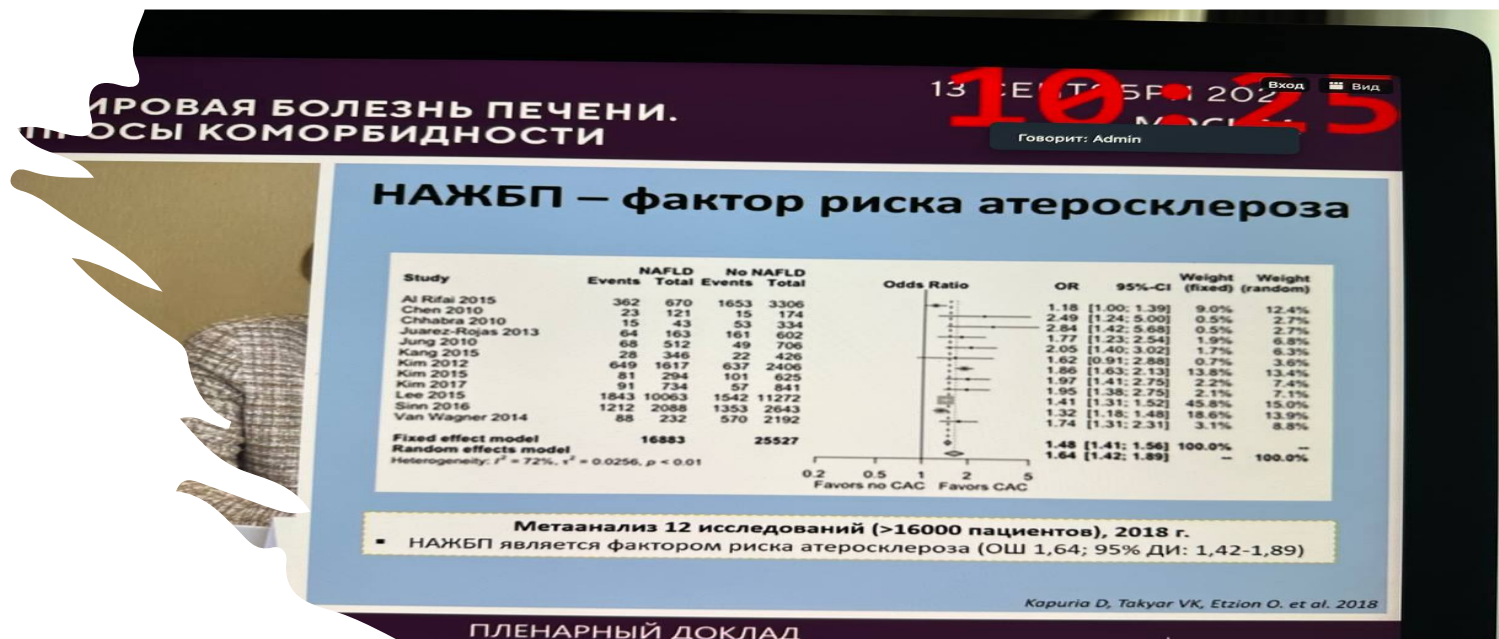 ИРОВАЯ БОЛЕЗНЬ ПЕЧЕНИ.
ПРОСЫ КОМОРБИДНОСТИ
10:25
Вход Вид
Говорит: Admin
НАЖБП – фактор риска атеросклероза
NAFLD No NAFLD Weight Weight
Study Events Total Events Total Odds Ratio OR 95%-CI (fixed) (random)
Al Rifai 2015 362 670 1653 3306 1.18 [1.00; 1.39] 9.0% 12.4%
Chen 2010 23 121 15 174 2.49 [1.24; 5.00] 0.5% 2.7%
Chhabra 2010 15 43 53 334 2.84 [1.42; 5.68] 0.5% 2.7%
Juarez-Rojas 2013 64 163 161 602 1.77 [1.23; 2.54] 1.9% 6.8%
Jung 2010 68 512 49 706 2.05 [1.40; 3.02] 1.7% 6.3%
Kang 2015 28 346 22 426 1.62 [0.91; 2.88] 0.7% 3.6%
Kim 2012 649 1617 637 2406 1.86 [1.63; 2.13] 13.8% 13.4%
Kim 2015 81 294 101 625 1.97 [1.41; 2.75] 2.2% 7.4%
Kim 2017 91 734 57 841 1.95 [1.38; 2.75] 2.1% 7.1%
Lee 2015 1843 10063 1542 11272 1.41 [1.31; 1.52] 45.8% 15.0%
Sinn 2016 1212 2088 1353 2643 1.32 [1.18; 1.48] 18.6% 13.9%
Van Wagner 2014 88 232 570 2192 1.74 [1.31; 2.31] 3.1% 8.8%
Fixed effect model 16883 25527 1.48 [1.41; 1.56] 100.0% --
Random effects model 1.64 [1.42; 1.89] -- 100.0%
Heterogeneity: I² = 72%, τ² = 0.0256, p < 0.01
0.2 0.5 1 2 5
Favors no CAC Favors CAC
Метаанализ 12 исследований (>16000 пациентов), 2018 г.
▪ НАЖБП является фактором риска атеросклероза (ОШ 1,64; 95% ДИ: 1,42-1,89)
Kapuria D, Takyar VK, Etzion O. et al. 2018
ПЛЕНАРНЫЙ ДОКЛАД